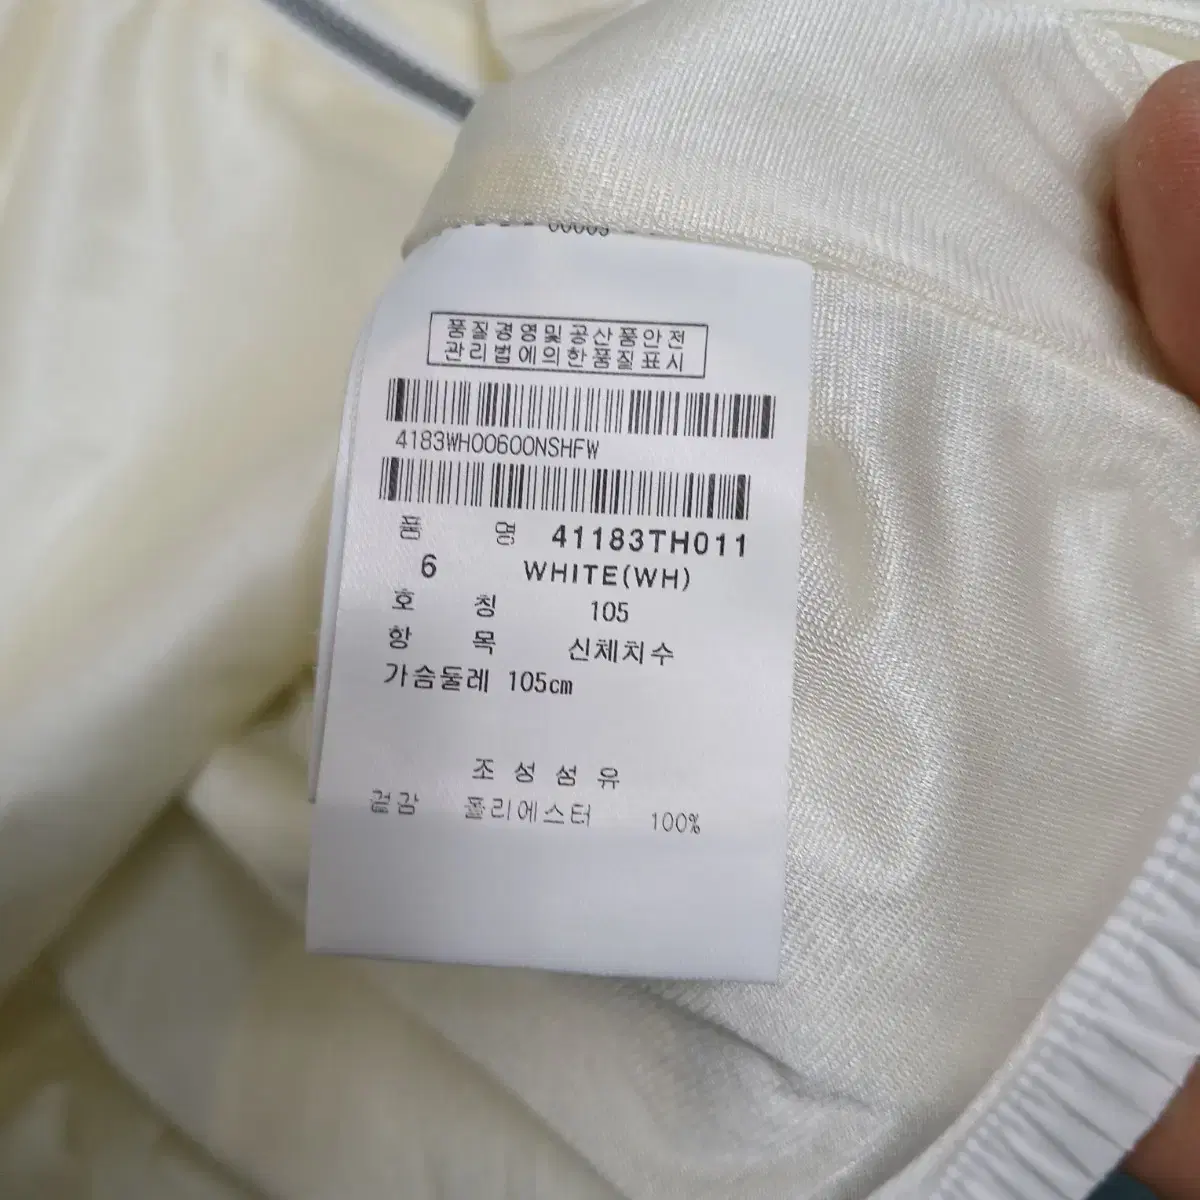 품질경영및공산품안전
관리법에의한품질표시
4183WH00600NSHFW
품 명 41183TH011
6 WHITE(WH)
호 칭 105
항 목 신체치수
가슴둘레 105cm
조성섬유
겉감 폴리에스터 100%